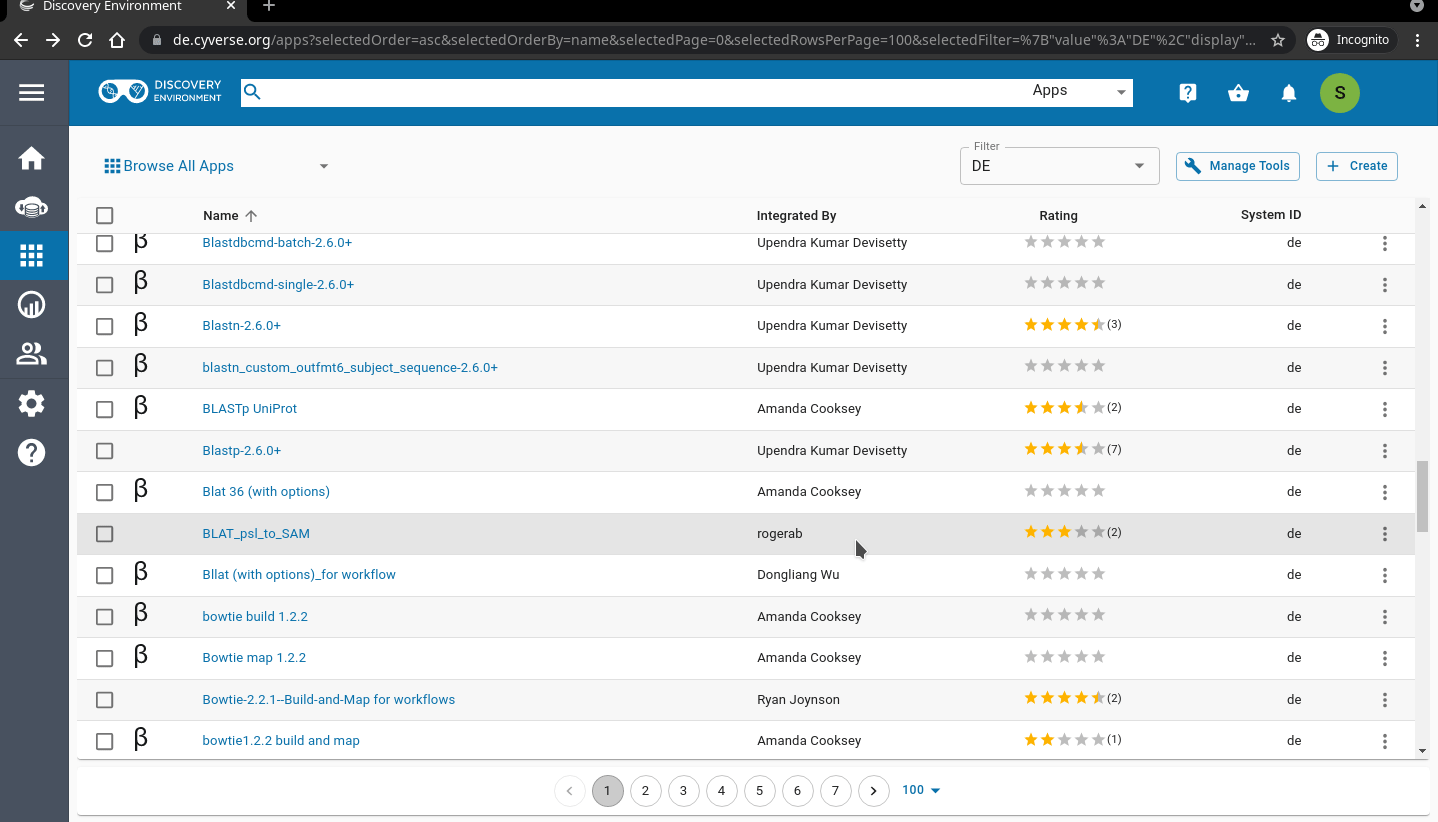 Discovery Environment
de.cyverse.org/apps?selectedOrder=asc&selectedOrderBy=name&selectedPage=0&selectedRowsPerPage=100&selectedFilter=%7B"value"%3A"DE"%2C"display"...
Incognito
DISCOVERY
ENVIRONMENT
Apps
S
Browse All Apps
Filter
DE
Manage Tools
Create
Name Integrated By Rating System ID
β Blastdbcmd-batch-2.6.0+ Upendra Kumar Devisetty de
β Blastdbcmd-single-2.6.0+ Upendra Kumar Devisetty de
β Blastn-2.6.0+ Upendra Kumar Devisetty (3) de
β blastn_custom_outfmt6_subject_sequence-2.6.0+ Upendra Kumar Devisetty de
β BLASTp UniProt Amanda Cooksey (2) de
Blastp-2.6.0+ Upendra Kumar Devisetty (7) de
β Blat 36 (with options) Amanda Cooksey de
BLAT_psl_to_SAM rogerab (2) de
β Bllat (with options)_for workflow Dongliang Wu de
β bowtie build 1.2.2 Amanda Cooksey de
β Bowtie map 1.2.2 Amanda Cooksey de
Bowtie-2.2.1--Build-and-Map for workflows Ryan Joynson (2) de
β bowtie1.2.2 build and map Amanda Cooksey (1) de
1 2 3 4 5 6 7 100